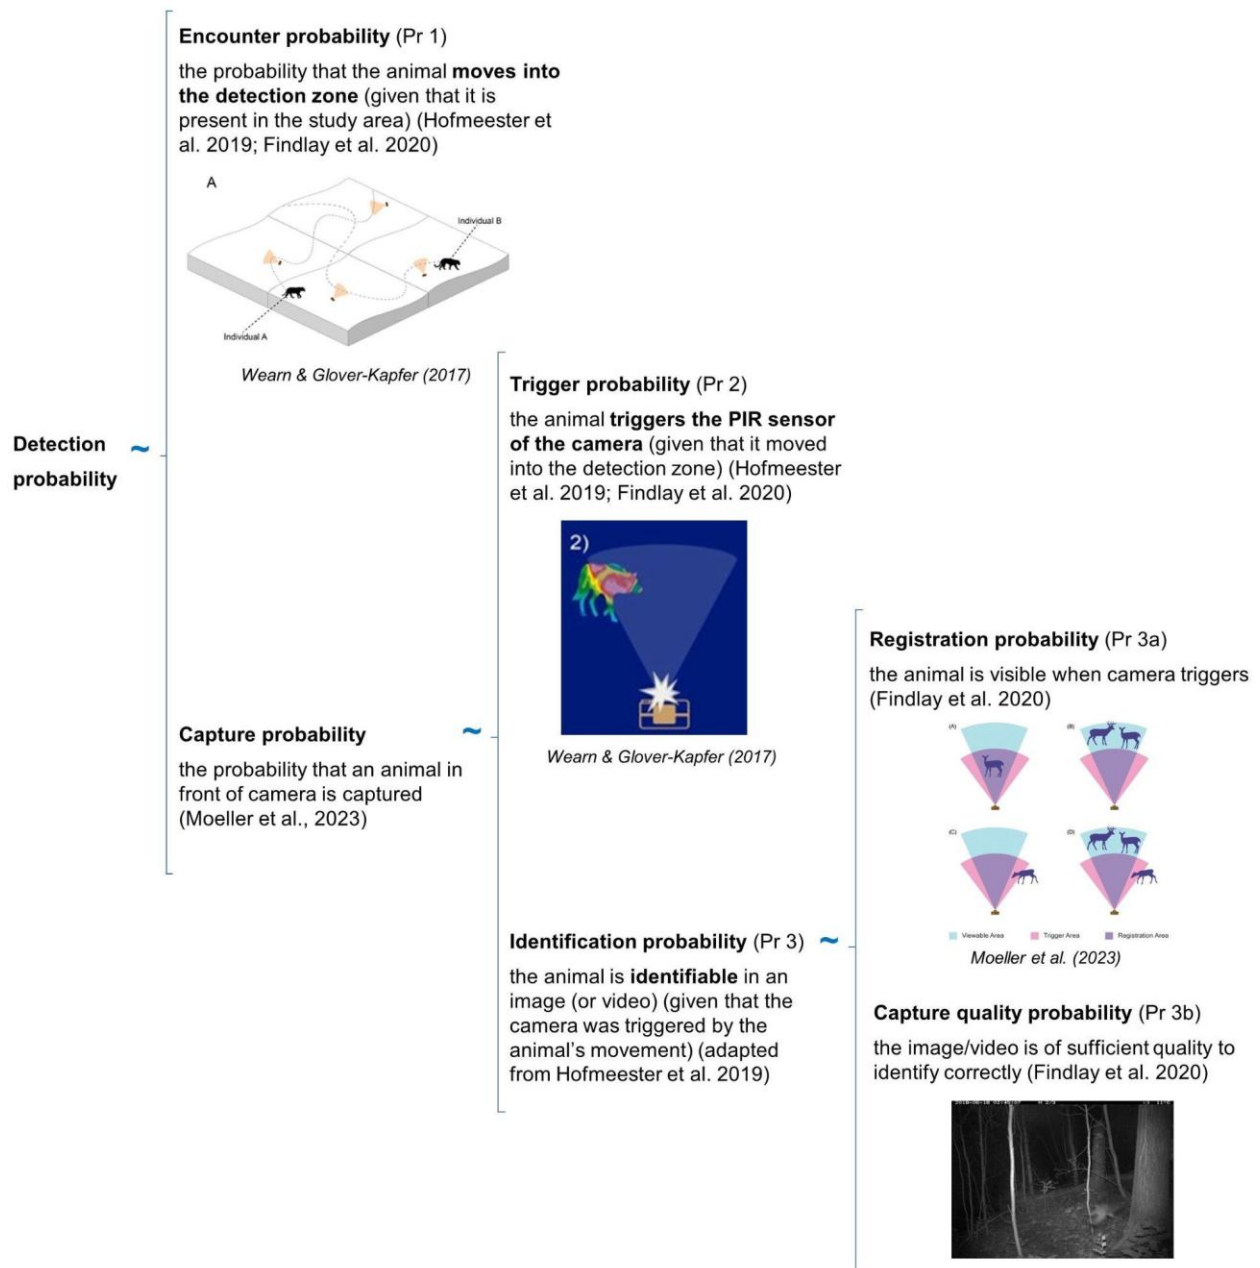 Encounter probability (Pr 1)
the probability that the animal moves into
the detection zone (given that it is
present in the study area) (Hofmeester et
al. 2019; Findlay et al. 2020)
A
Individual B
Individual A
Wearn & Glover-Kapfer (2017)
Detection
probability
~
Capture probability
the probability that an animal in
front of camera is captured
(Moeller et al., 2023)
~
Trigger probability (Pr 2)
the animal triggers the PIR sensor
of the camera (given that it moved
into the detection zone) (Hofmeester
et al. 2019; Findlay et al. 2020)
2)
Wearn & Glover-Kapfer (2017)
Identification probability (Pr 3) ~
the animal is identifiable in an
image (or video) (given that the
camera was triggered by the
animal's movement) (adapted
from Hofmeester et al. 2019)
Registration probability (Pr 3a)
the animal is visible when camera triggers
(Findlay et al. 2020)
(A) (B)
(C) (D)
Viewable Area Trigger Area Registration Area
Moeller et al. (2023)
Capture quality probability (Pr 3b)
the image/video is of sufficient quality to
identify correctly (Findlay et al. 2020)